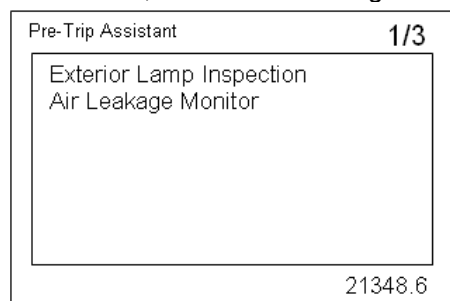 Pre-Trip Assistant
1/3
Exterior Lamp Inspection
Air Leakage Monitor
21348.6